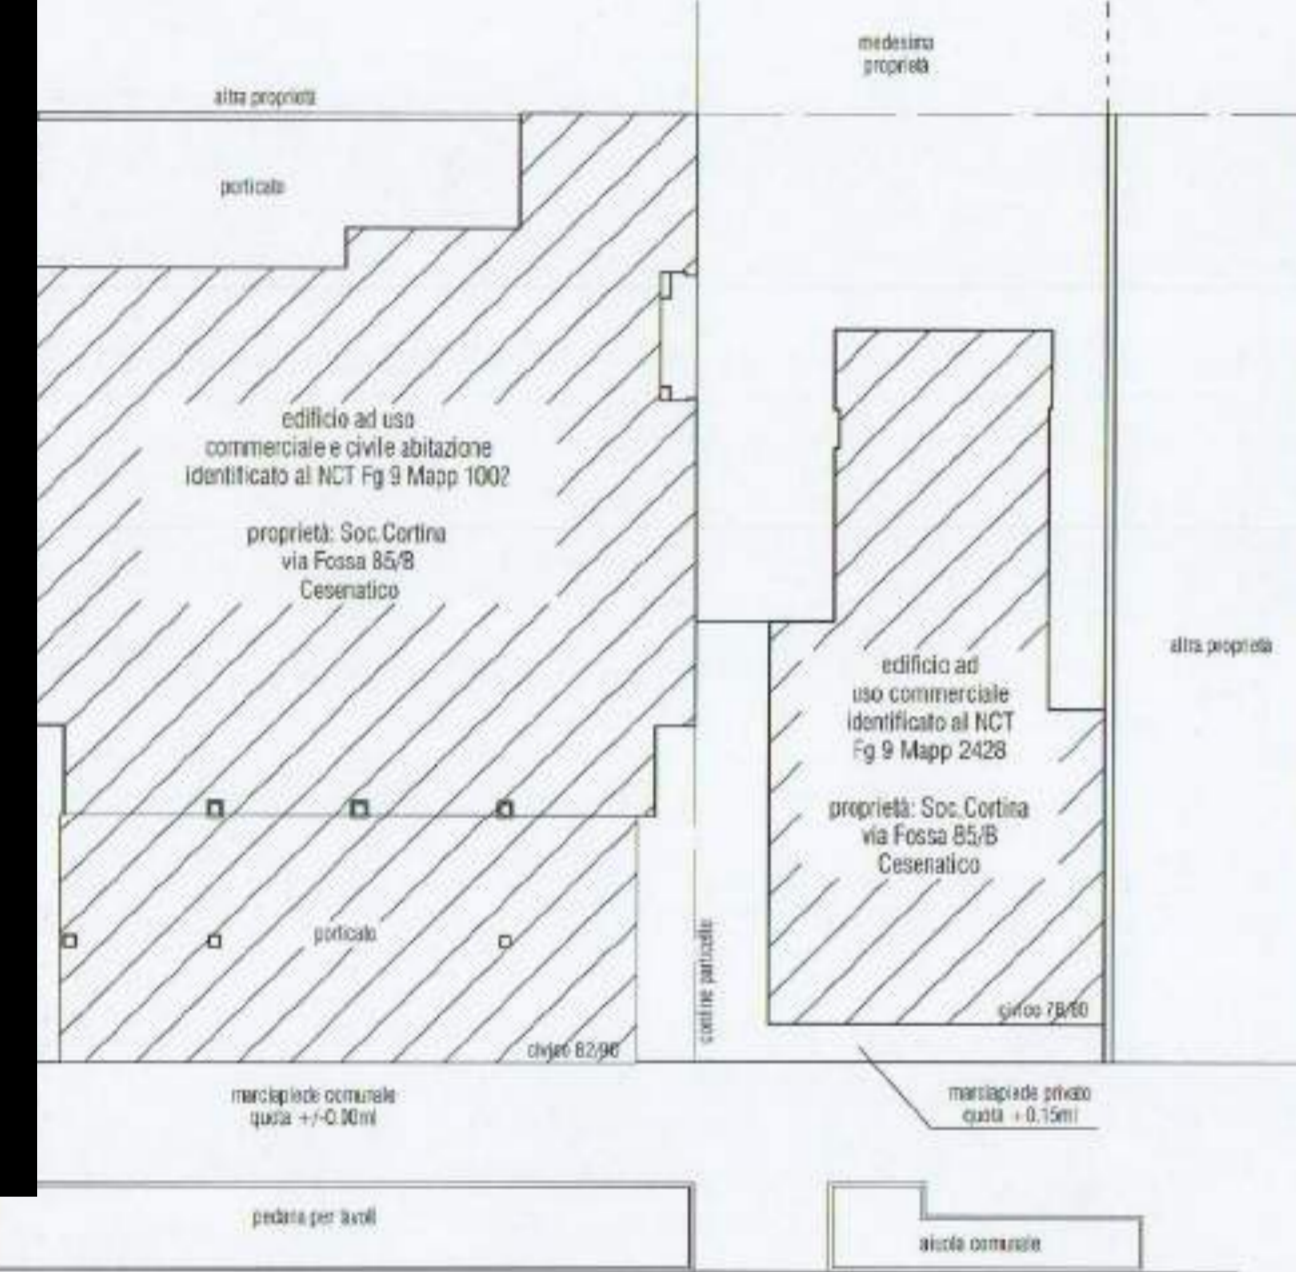 medesima
proprietà
altra proprietà
porticato
edificio ad uso
commerciale e civile abitazione
identificato al NCT Fg 9 Mapp 1002
proprietà: Soc.Cortina
via Fossa 85/B
Cesenatico
altra proprietà
edificio ad
uso commerciale
identificato al NCT
Fg 9 Mapp 2428
proprietà: Soc.Cortina
via Fossa 85/B
Cesenatico
porticato
confine particelle
civico 78/80
civico 82/90
marciapiede comunale
quota +/-0.00ml
marciapiede privato
quota +0.15ml
pedana per tavoli
aiuola comunale